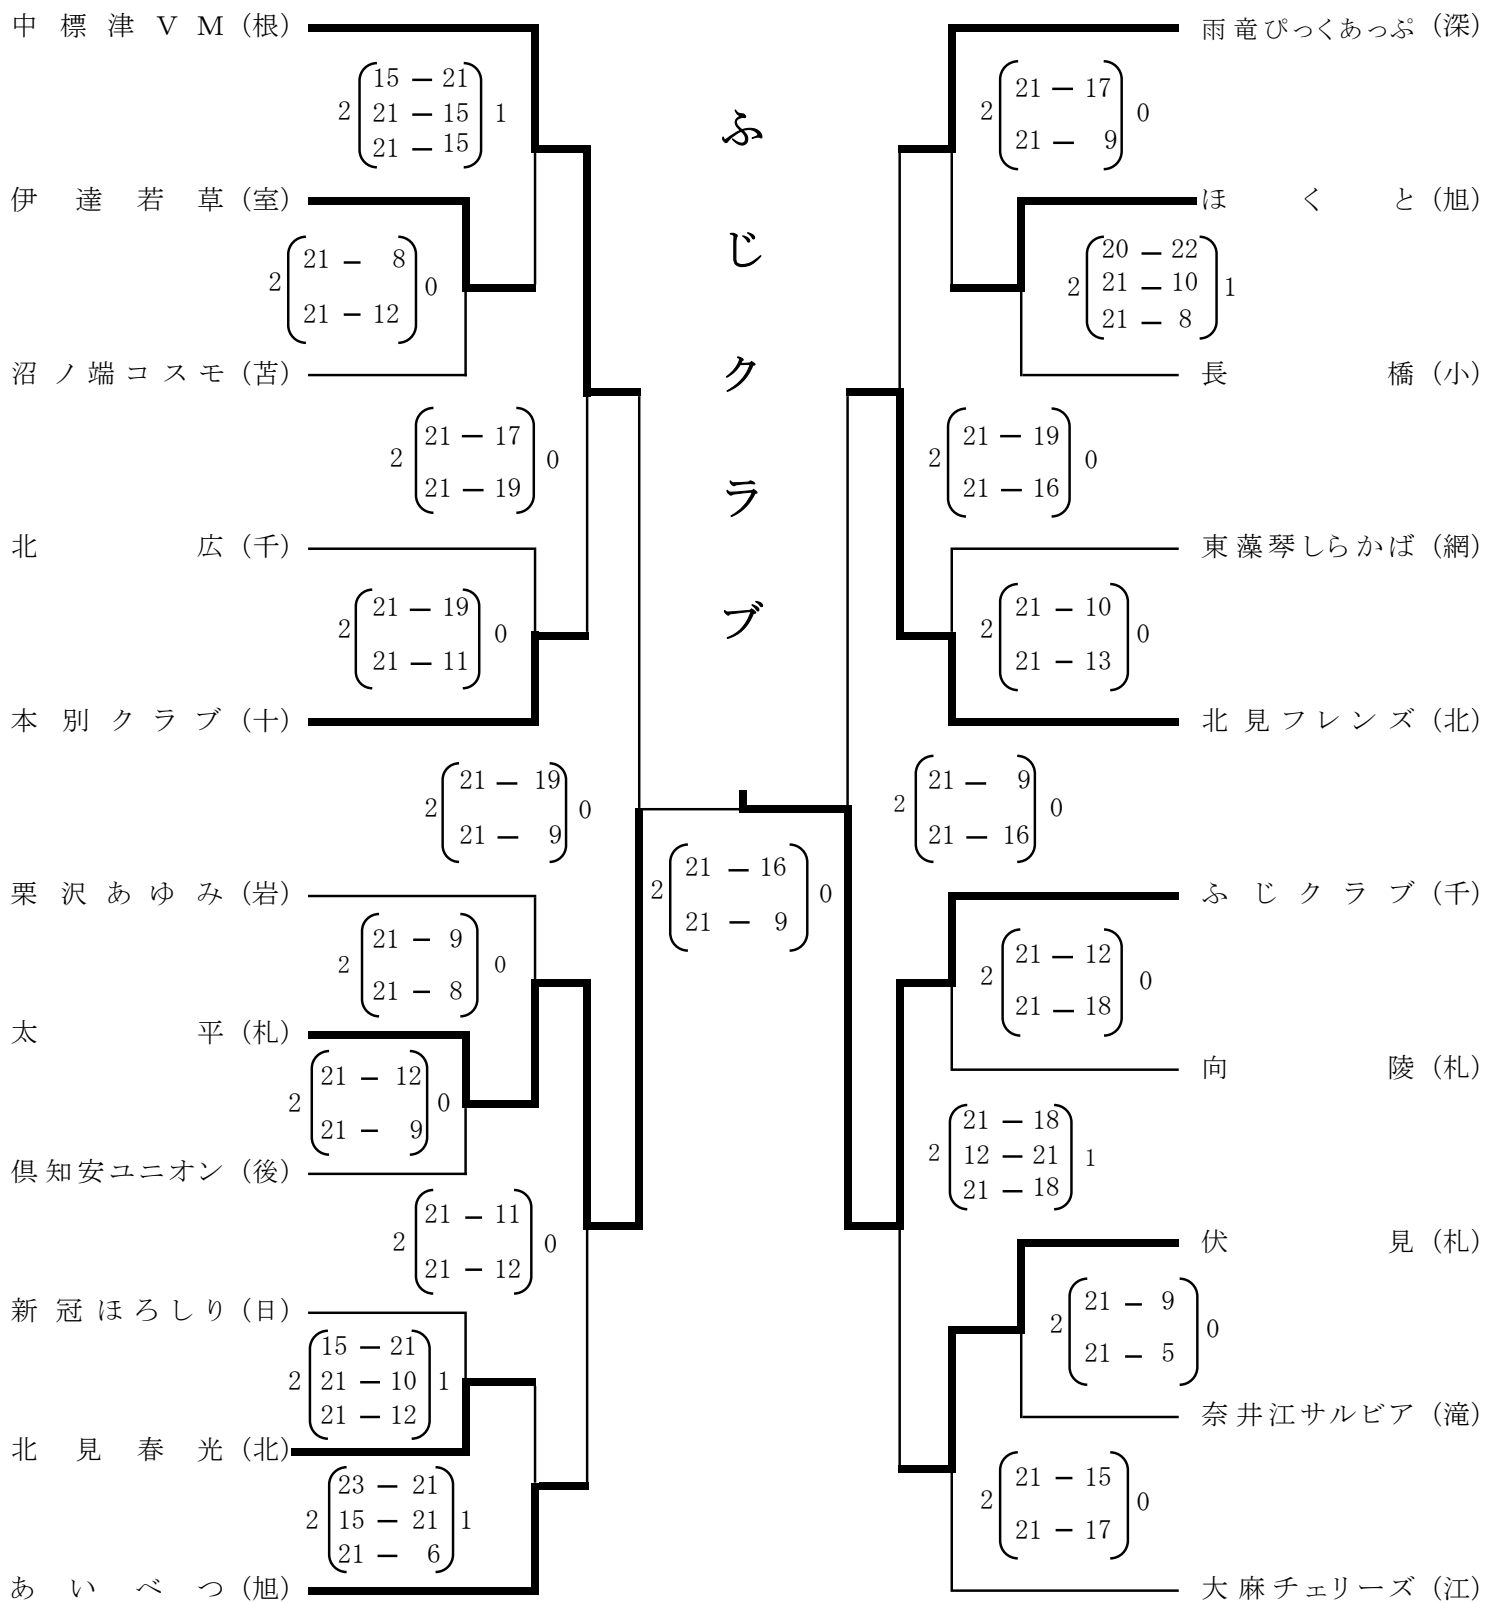 中標津ＶＭ（根）
2 15 － 21 1
21 － 15
21 － 15
伊達若草（室）
2 21 － 8 0
21 － 12
沼ノ端コスモ（苫）
2 21 － 17 0
21 － 19
北広（千）
2 21 － 19 0
21 － 11
本別クラブ（十）
2 21 － 19 0
21 － 9
栗沢あゆみ（岩）
2 21 － 9 0
21 － 8
太平（札）
2 21 － 12 0
21 － 9
倶知安ユニオン（後）
2 21 － 11 0
21 － 12
新冠ほろしり（日）
2 15 － 21 1
21 － 10
21 － 12
北見春光（北）
2 23 － 21 1
15 － 21
21 － 6
あいべつ（旭）
ふじクラブ
2 21 － 16 0
21 － 9
雨竜ぴっくあっぷ（深）
2 21 － 17 0
21 － 9
ほくと（旭）
2 20 － 22 1
21 － 10
21 － 8
長橋（小）
2 21 － 19 0
21 － 16
東藻琴しらかば（網）
2 21 － 10 0
21 － 13
北見フレンズ（北）
2 21 － 9 0
21 － 16
ふじクラブ（千）
2 21 － 12 0
21 － 18
向陵（札）
2 21 － 18 1
12 － 21
21 － 18
伏見（札）
2 21 － 9 0
21 － 5
奈井江サルビア（滝）
2 21 － 15 0
21 － 17
大麻チェリーズ（江）